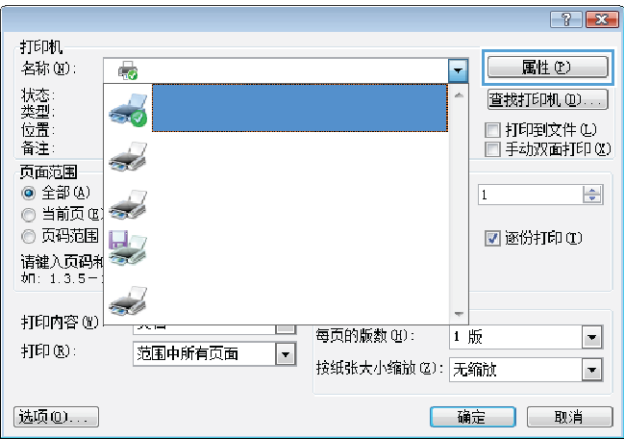 打印机
名称(N):
属性(P)
状态:
查找打印机(D)...
类型:
位置:
打印到文件(L)
备注:
手动双面打印(X)
页面范围
全部(A)
1
当前页(E)
页码范围
逐份打印(T)
请键入页码和
如: 1.3.5-
打印内容(W)
每页的版数(H):
1 版
打印(R):
范围中所有页面
按纸张大小缩放(Z):
无缩放
选项(O)...
确定
取消